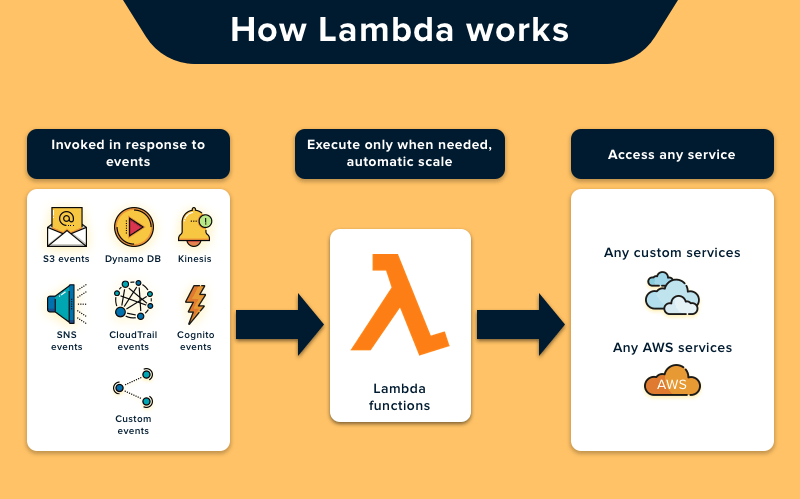 How Lambda works
Invoked in response to
events
Execute only when needed,
automatic scale
Access any service
@
!
S3 events
Dynamo DB
Kinesis
SNS
events
CloudTrail
events
Cognito
events
Custom
events
λ
Lambda
functions
Any custom services
Any AWS services
AWS